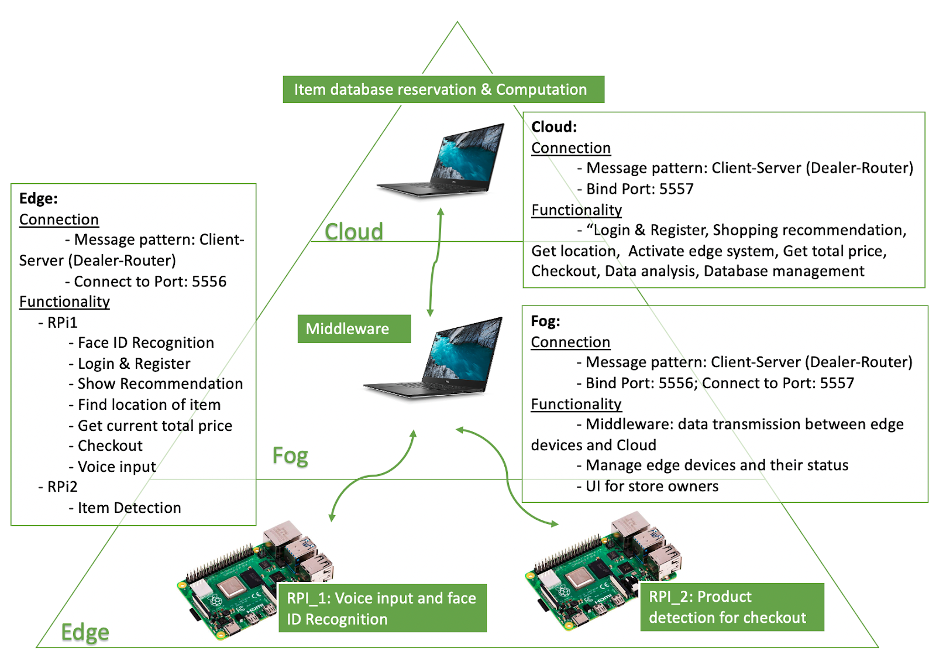 Item database reservation & Computation
Cloud:
Connection
- Message pattern: Client-Server (Dealer-Router)
- Bind Port: 5557
Functionality
- “Login & Register, Shopping recommendation,
Get location, Activate edge system, Get total price,
Checkout, Data analysis, Database management
Edge:
Connection
- Message pattern: Client-
Server (Dealer-Router)
- Connect to Port: 5556
Functionality
- RPi1
- Face ID Recognition
- Login & Register
- Show Recommendation
- Find location of item
- Get current total price
- Checkout
- Voice input
- RPi2
- Item Detection
Cloud
Middleware
Fog:
Connection
- Message pattern: Client-Server (Dealer-Router)
- Bind Port: 5556; Connect to Port: 5557
Functionality
- Middleware: data transmission between edge
devices and Cloud
- Manage edge devices and their status
- UI for store owners
Fog
RPI_1: Voice input and face
ID Recognition
RPI_2: Product
detection for checkout
Edge